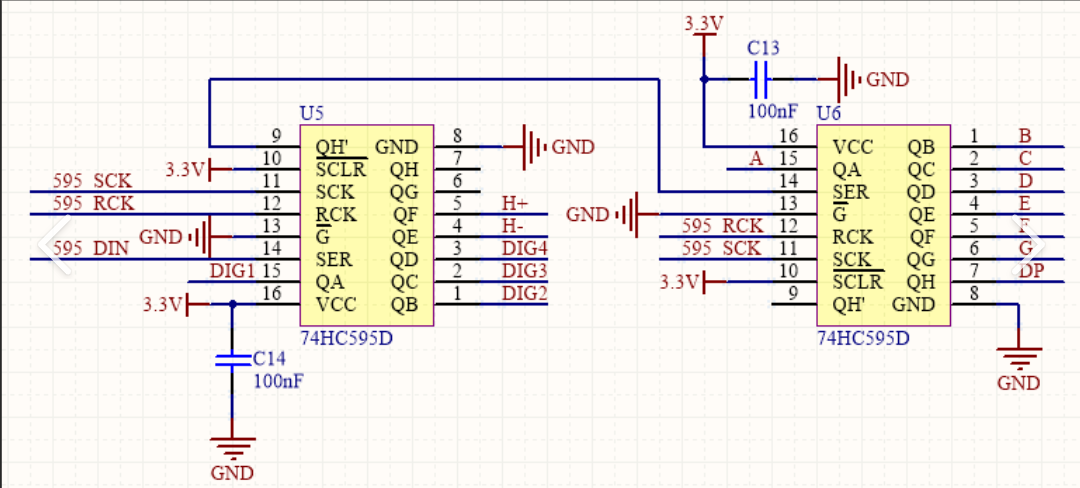 3.3V
C13
GND
100nF
U5
9 QH' GND 8 GND
3.3V 10 SCLR QH 7
595 SCK 11 SCK QG 6
595 RCK 12 RCK QF 5 H+
GND 13 G QE 4 H-
595 DIN 14 SER QD 3 DIG4
DIG1 15 QA QC 2 DIG3
3.3V 16 VCC QB 1 DIG2
74HC595D
C14
100nF
GND
U6
16 VCC QB 1 B
A 15 QA QC 2 C
14 SER QD 3 D
GND 13 G QE 4 E
595 RCK 12 RCK QF 5 F
595 SCK 11 SCK QG 6 G
3.3V 10 SCLR QH 7 DP
9 QH' GND 8
74HC595D
GND